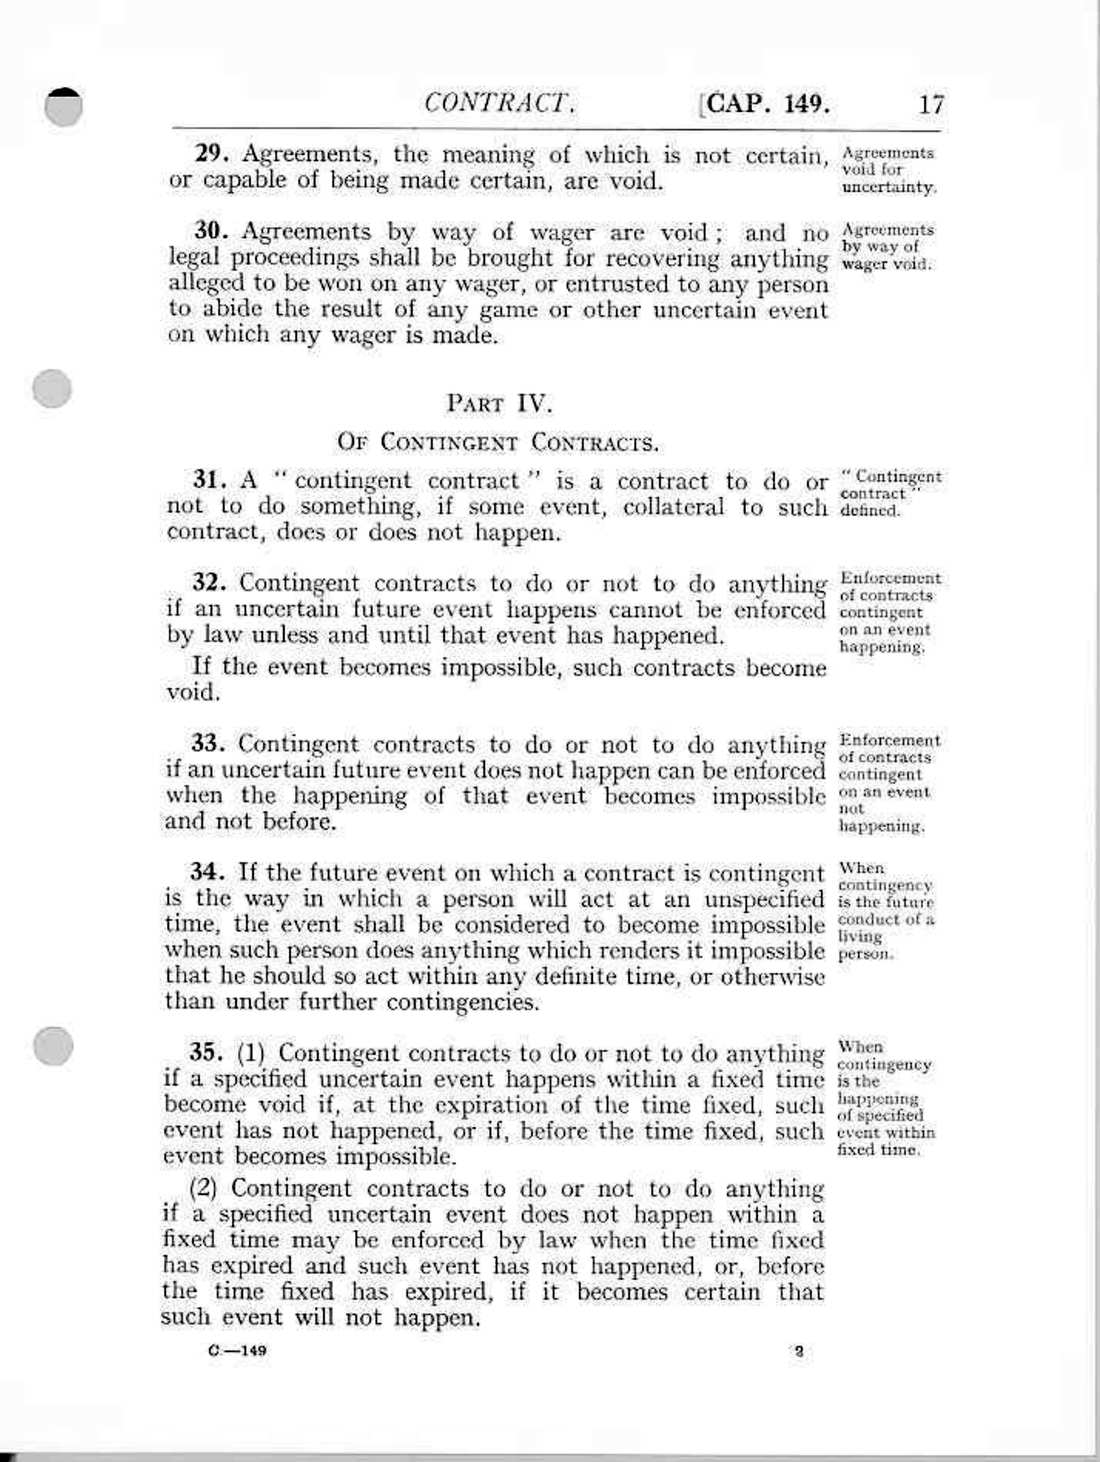 CONTRACT. [CAP. 149. 17
29. Agreements, the meaning of which is not certain,
or capable of being made certain, are void.
Agreements
void for
uncertainty.
30. Agreements by way of wager are void ; and no
legal proceedings shall be brought for recovering anything
alleged to be won on any wager, or entrusted to any person
to abide the result of any game or other uncertain event
on which any wager is made.
Agreements
by way of
wager void.
PART IV.
OF CONTINGENT CONTRACTS.
31. A " contingent contract " is a contract to do or
not to do something, if some event, collateral to such
contract, does or does not happen.
" Contingent
contract "
defined.
32. Contingent contracts to do or not to do anything
if an uncertain future event happens cannot be enforced
by law unless and until that event has happened.
If the event becomes impossible, such contracts become
void.
Enforcement
of contracts
contingent
on an event
happening.
33. Contingent contracts to do or not to do anything
if an uncertain future event does not happen can be enforced
when the happening of that event becomes impossible
and not before.
Enforcement
of contracts
contingent
on an event
not
happening.
34. If the future event on which a contract is contingent
is the way in which a person will act at an unspecified
time, the event shall be considered to become impossible
when such person does anything which renders it impossible
that he should so act within any definite time, or otherwise
than under further contingencies.
When
contingency
is the future
conduct of a
living
person.
35. (1) Contingent contracts to do or not to do anything
if a specified uncertain event happens within a fixed time
become void if, at the expiration of the time fixed, such
event has not happened, or if, before the time fixed, such
event becomes impossible.
When
contingency
is the
happening
of specified
event within
fixed time.
(2) Contingent contracts to do or not to do anything
if a specified uncertain event does not happen within a
fixed time may be enforced by law when the time fixed
has expired and such event has not happened, or, before
the time fixed has expired, if it becomes certain that
such event will not happen.
C.—149 2